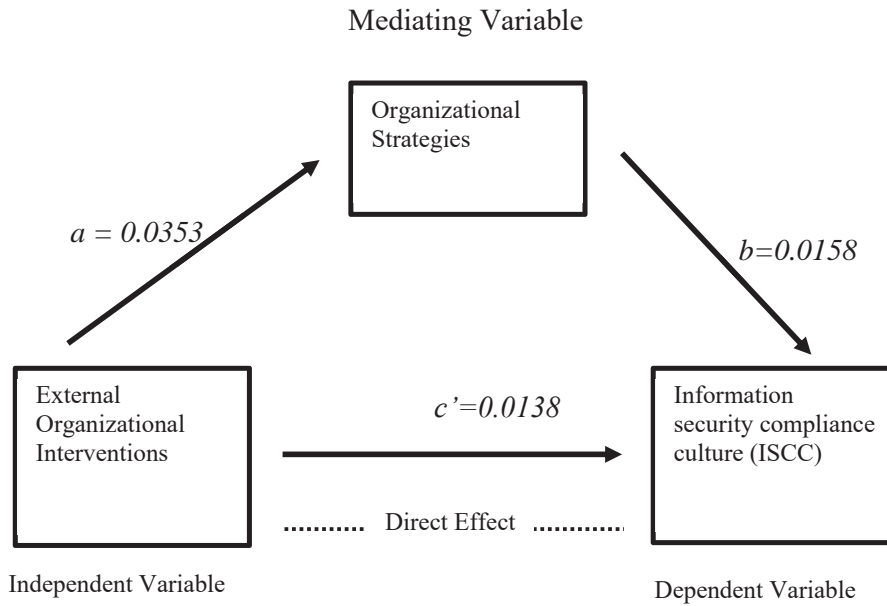 Mediating Variable
Organizational
Strategies
a = 0.0353
b=0.0158
External
Organizational
Interventions
c’=0.0138
Information
security compliance
culture (ISCC)
Direct Effect
Independent Variable
Dependent Variable